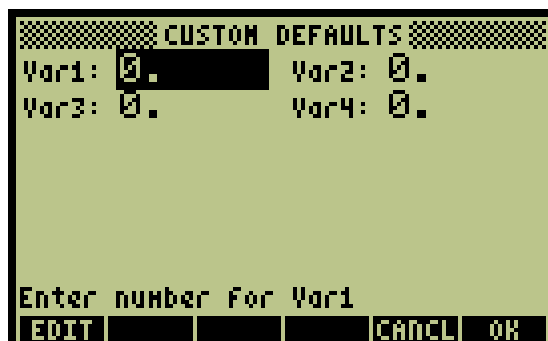 CUSTOM DEFAULTS
Var1: 0. Var2: 0.
Var3: 0. Var4: 0.
Enter number for Var1
EDIT CANCL OK